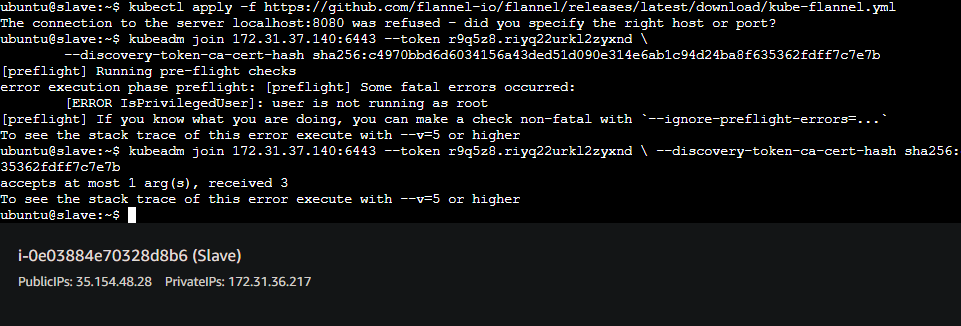 ubuntu@slave:~$ kubectl apply -f https://github.com/flannel-io/flannel/releases/latest/download/kube-flannel.yml
The connection to the server localhost:8080 was refused - did you specify the right host or port?
ubuntu@slave:~$ kubeadm join 172.31.37.140:6443 --token r9q5z8.riyq22urkl2zyxnd \
        --discovery-token-ca-cert-hash sha256:c4970bbd6d6034156a43ded51d090e314e6ab1c94d24ba8f635362fdff7c7e7b
[preflight] Running pre-flight checks
error execution phase preflight: [preflight] Some fatal errors occurred:
        [ERROR IsPrivilegedUser]: user is not running as root
[preflight] If you know what you are doing, you can make a check non-fatal with `--ignore-preflight-errors=...`
To see the stack trace of this error execute with --v=5 or higher
ubuntu@slave:~$ kubeadm join 172.31.37.140:6443 --token r9q5z8.riyq22urkl2zyxnd \ --discovery-token-ca-cert-hash sha256:
35362fdff7c7e7b
accepts at most 1 arg(s), received 3
To see the stack trace of this error execute with --v=5 or higher
ubuntu@slave:~$
i-0e03884e70328d8b6 (Slave)
PublicIPs: 35.154.48.28 PrivateIPs: 172.31.36.217